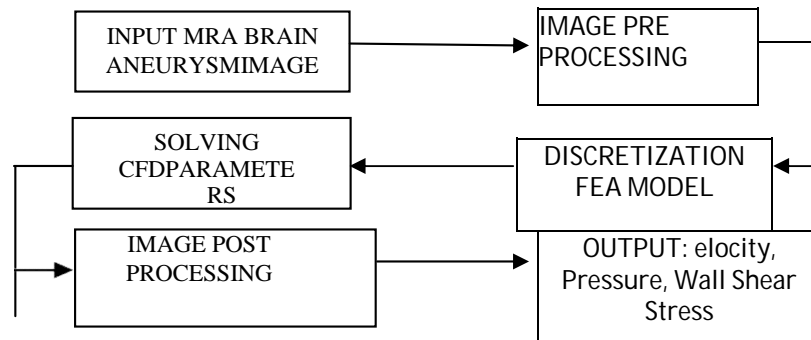 INPUT MRA BRAIN
ANEURYSMIMAGE
IMAGE PRE
PROCESSING
SOLVING
CFDPARAMETE
RS
DISCRETIZATION
FEA MODEL
IMAGE POST
PROCESSING
OUTPUT: elocity,
Pressure, Wall Shear
Stress